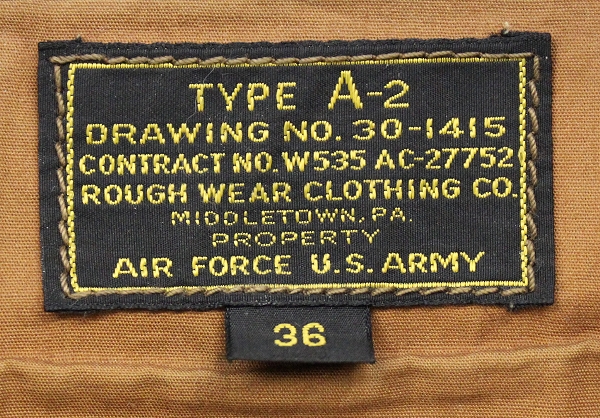 TYPE A-2
DRAWING NO. 30-1415
CONTRACT NO. W535 AC-27752
ROUGH WEAR CLOTHING CO.
MIDDLETOWN, PA.
PROPERTY
AIR FORCE U.S. ARMY
36